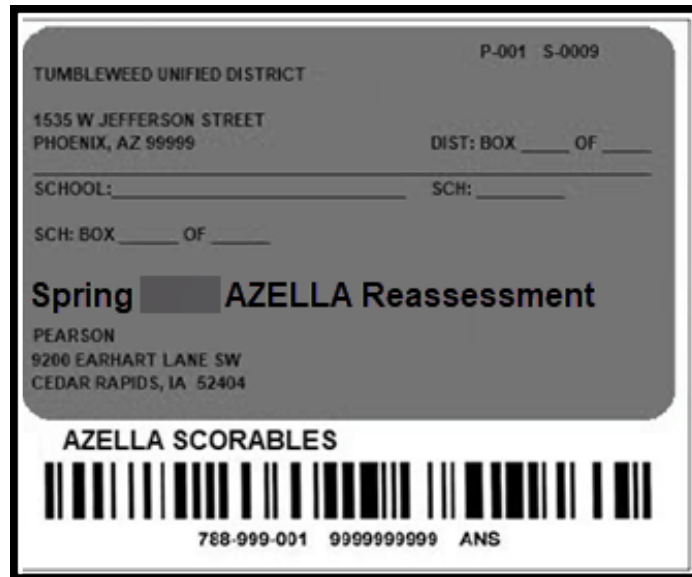 P-001 S-0009
TUMBLEWEED UNIFIED DISTRICT
1535 W JEFFERSON STREET
PHOENIX, AZ 99999
DIST: BOX _____ OF _____
SCHOOL:______________________________ SCH: _________
SCH: BOX ______ OF ______
Spring AZELLA Reassessment
PEARSON
9200 EARHART LANE SW
CEDAR RAPIDS, IA 52404
AZELLA SCORABLES
788-999-001 9999999999 ANS